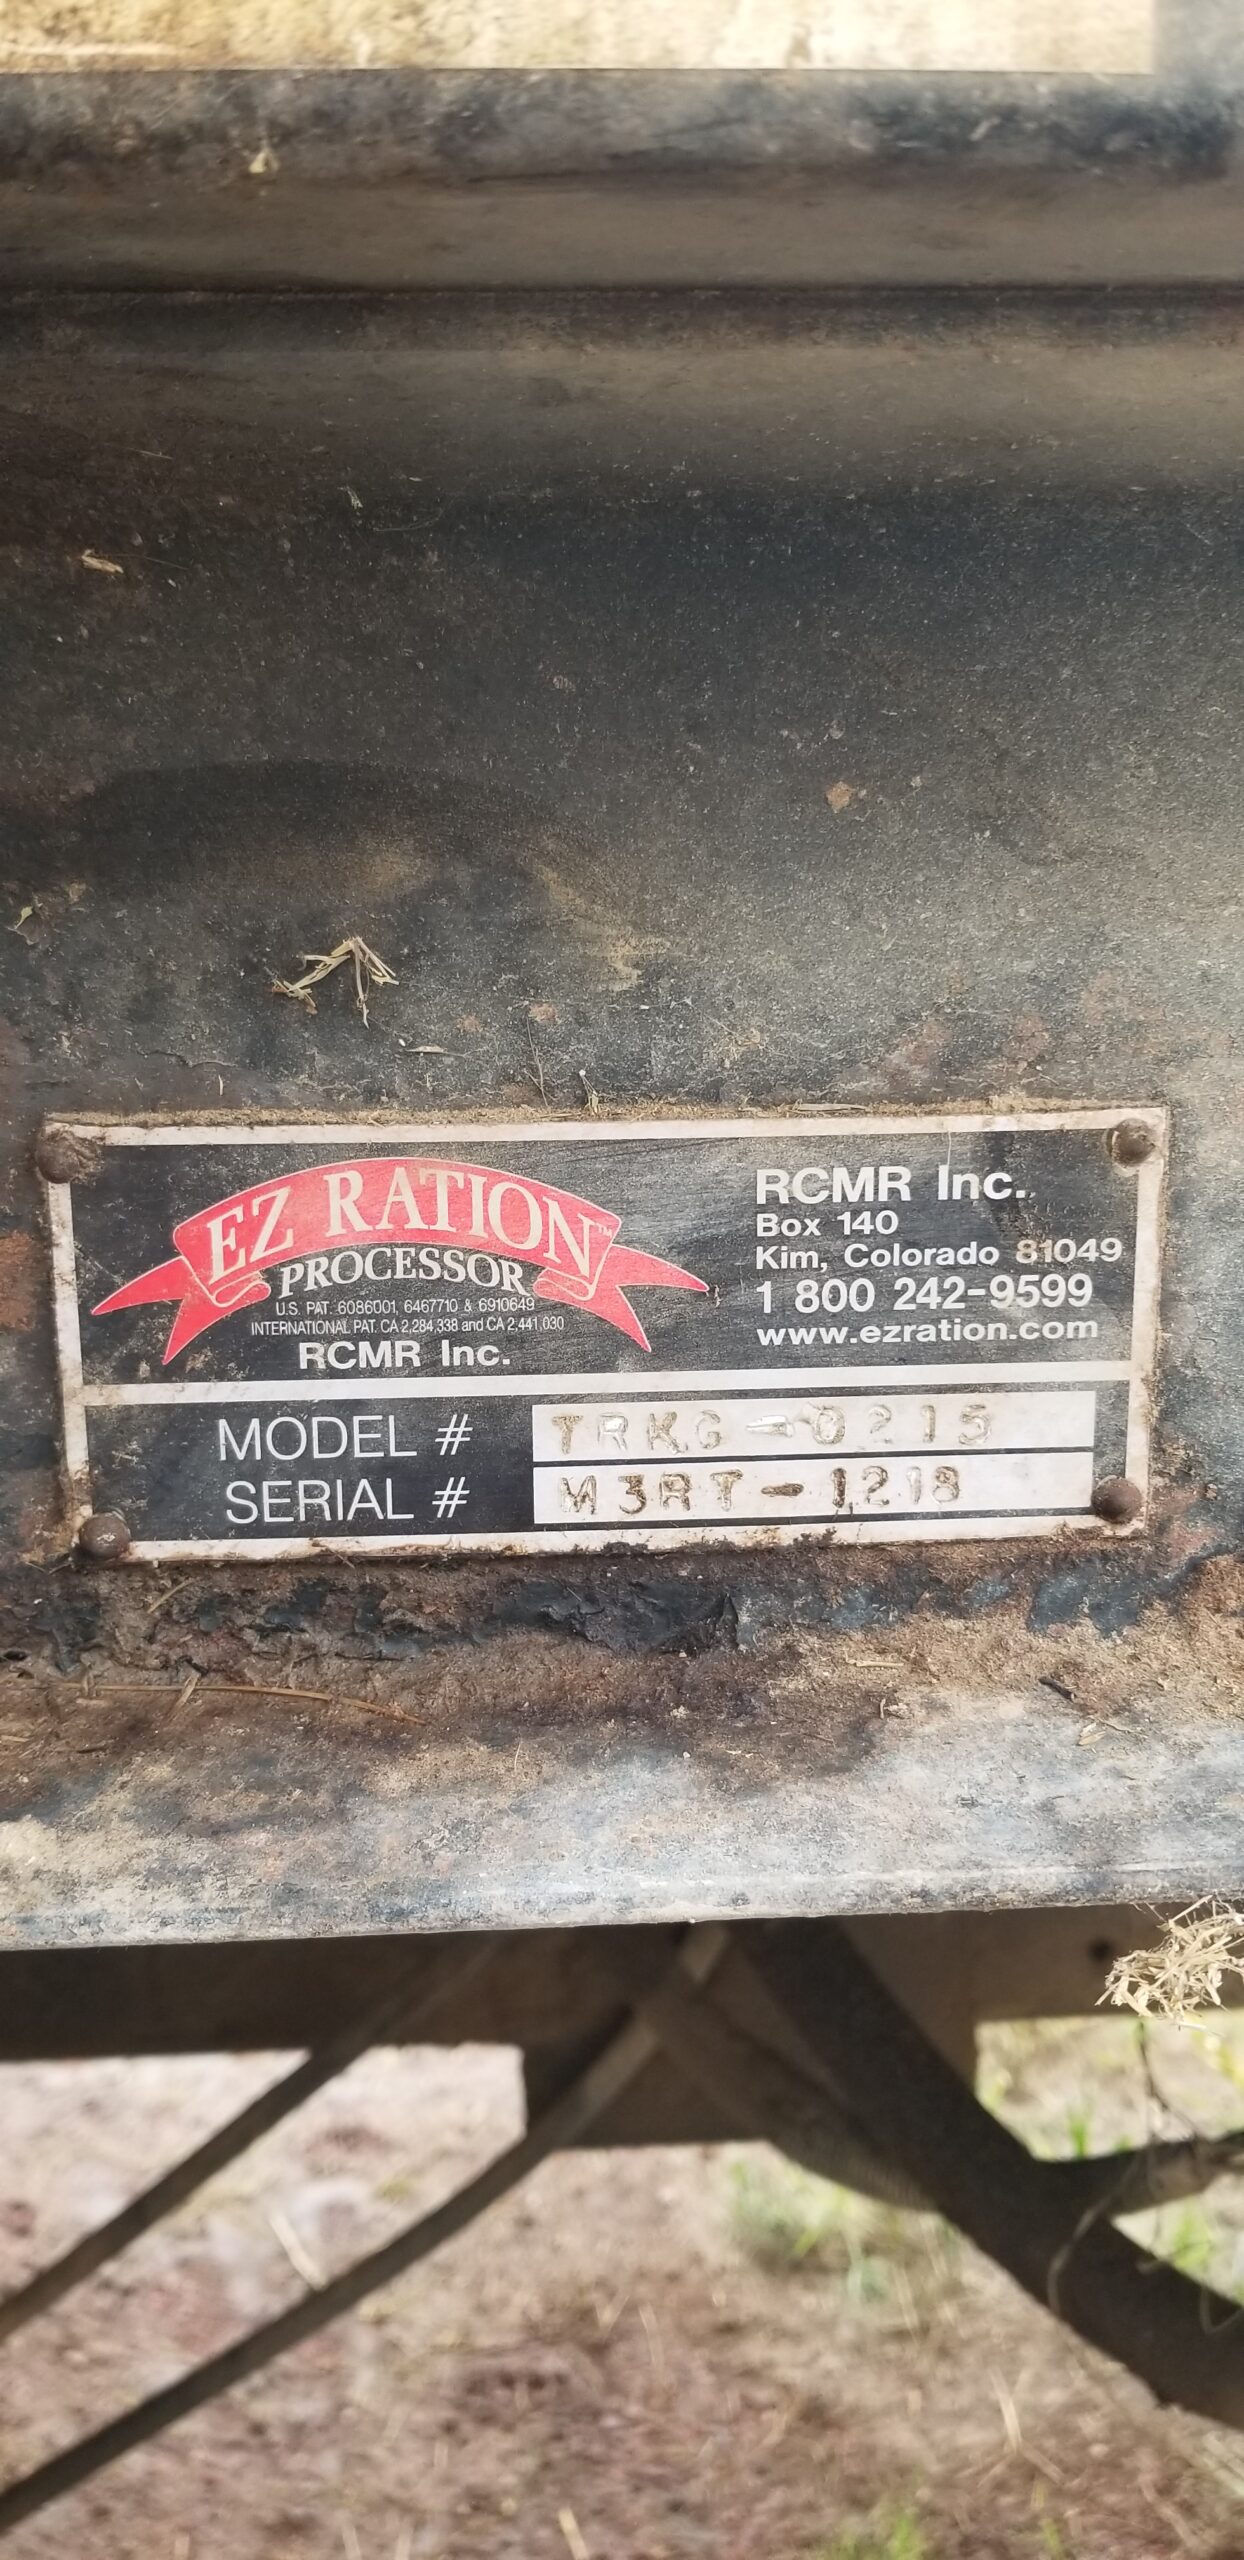 EZ RATION™
PROCESSOR
U.S. PAT. 6086001, 6467710 & 6910649
INTERNATIONAL PAT. CA 2,284,338 and CA 2,441,030
RCMR Inc.
RCMR Inc.
Box 140
Kim, Colorado 81049
1 800 242-9599
www.ezration.com
MODEL # TRKG-0215
SERIAL # M3RT-1218